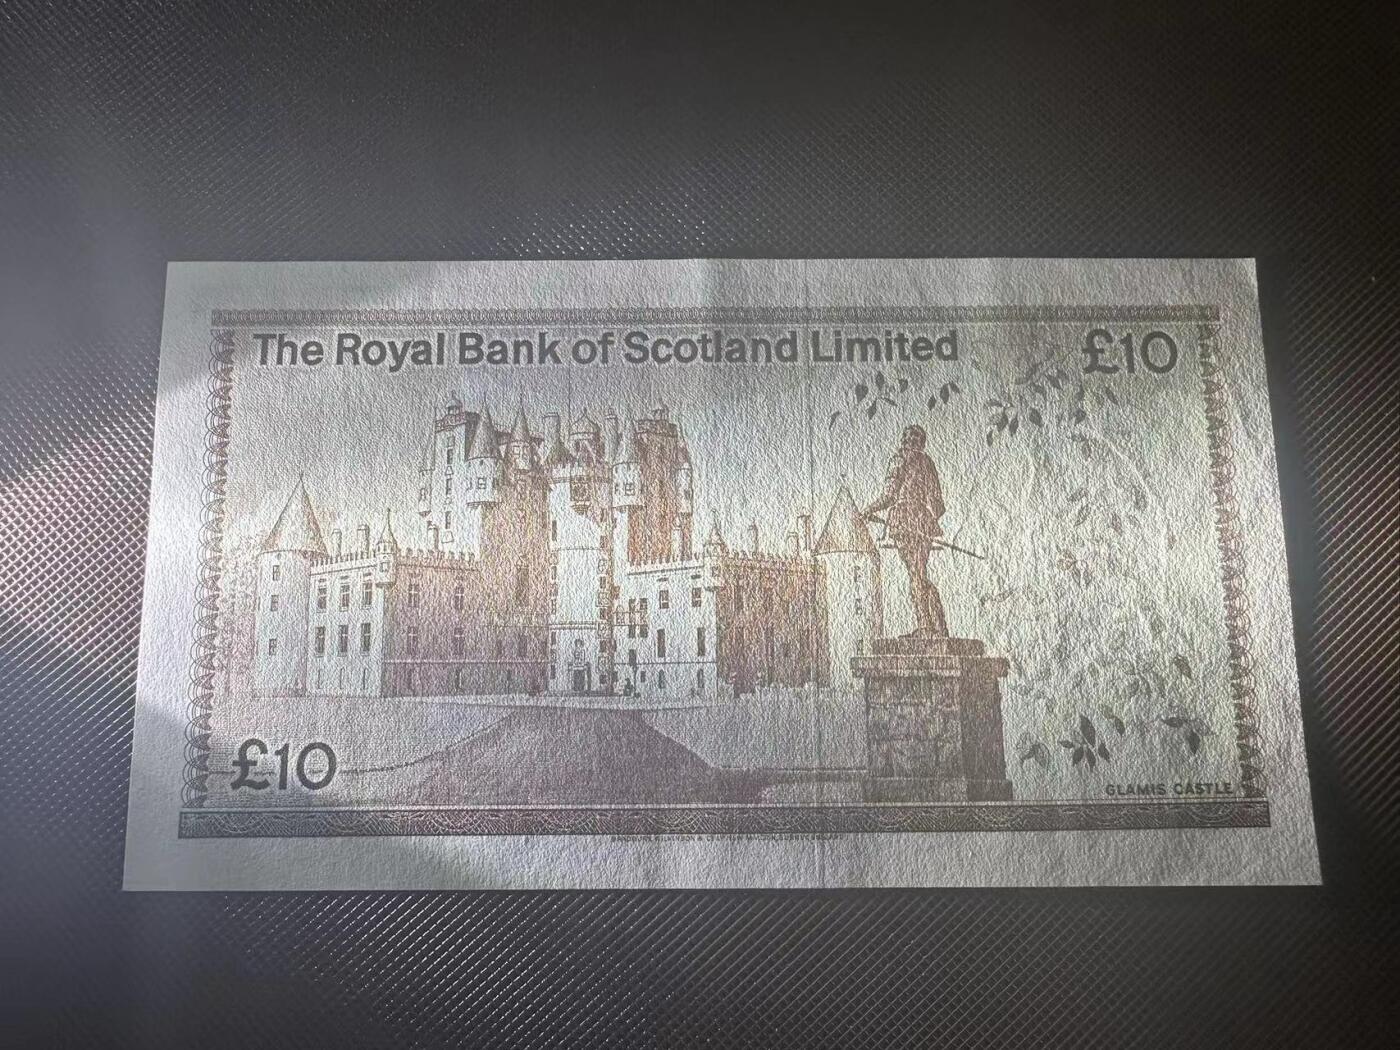 The Royal Bank of Scotland Limited £10
£10
GLAMIS CASTLE